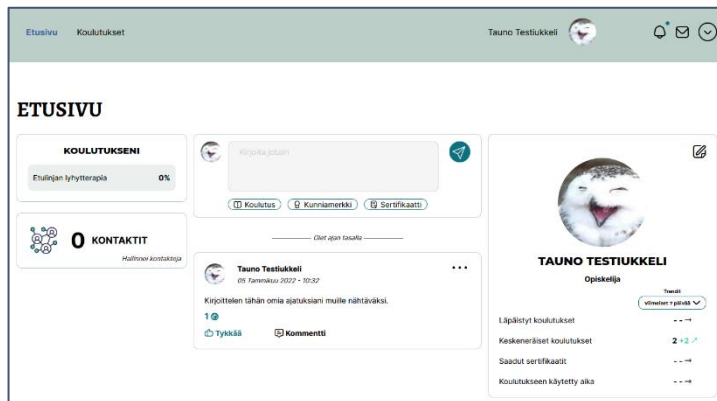 Etusivu Koulutukset Tauno Testiukkeli
ETUSIVU
KOULUTUKSENI
Etulinjan lyhytterapia 0%
0 KONTAKTIT
Hallinnoi kontakteja
Kirjoita jotain
Koulutus Kunniamerkki Sertifikaatti
Olet ajan tasalla
Tauno Testiukkeli
05 Tammikuu 2022 - 10:32
Kirjoittelen tähän omia ajatuksiani muille nähtäväksi.
1
Tykkää Kommentti
TAUNO TESTIUKKELI
Opiskelija
Trendit
Viimeiset 7 päivää
Läpäistyt koulutukset - -
Keskeneräiset koulutukset 2 +2
Saadut sertifikaatit - -
Koulutukseen käytetty aika - -